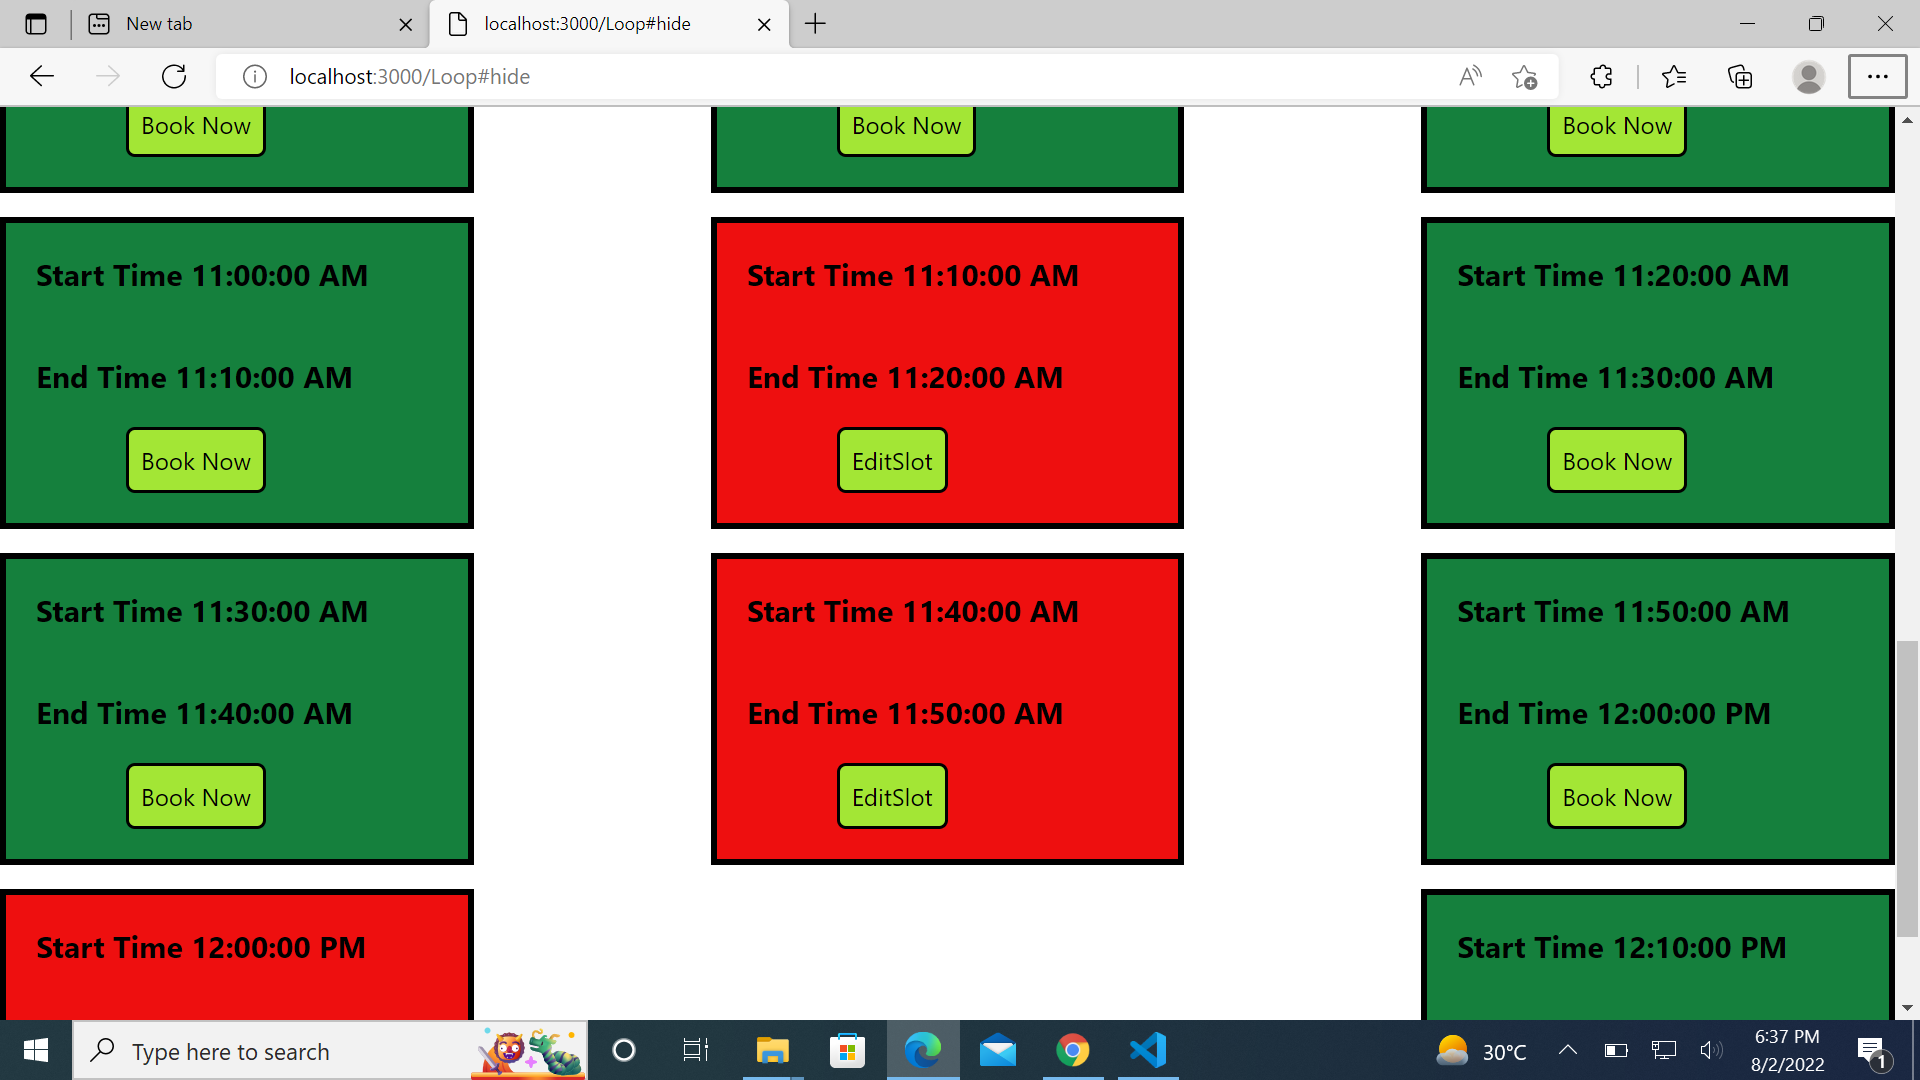 New tab
localhost:3000/Loop#hide
localhost:3000/Loop#hide
Book Now
Book Now
Book Now
Start Time 11:00:00 AM
End Time 11:10:00 AM
Book Now
Start Time 11:10:00 AM
End Time 11:20:00 AM
EditSlot
Start Time 11:20:00 AM
End Time 11:30:00 AM
Book Now
Start Time 11:30:00 AM
End Time 11:40:00 AM
Book Now
Start Time 11:40:00 AM
End Time 11:50:00 AM
EditSlot
Start Time 11:50:00 AM
End Time 12:00:00 PM
Book Now
Start Time 12:00:00 PM
Start Time 12:10:00 PM
Type here to search
30°C
6:37 PM
8/2/2022
1